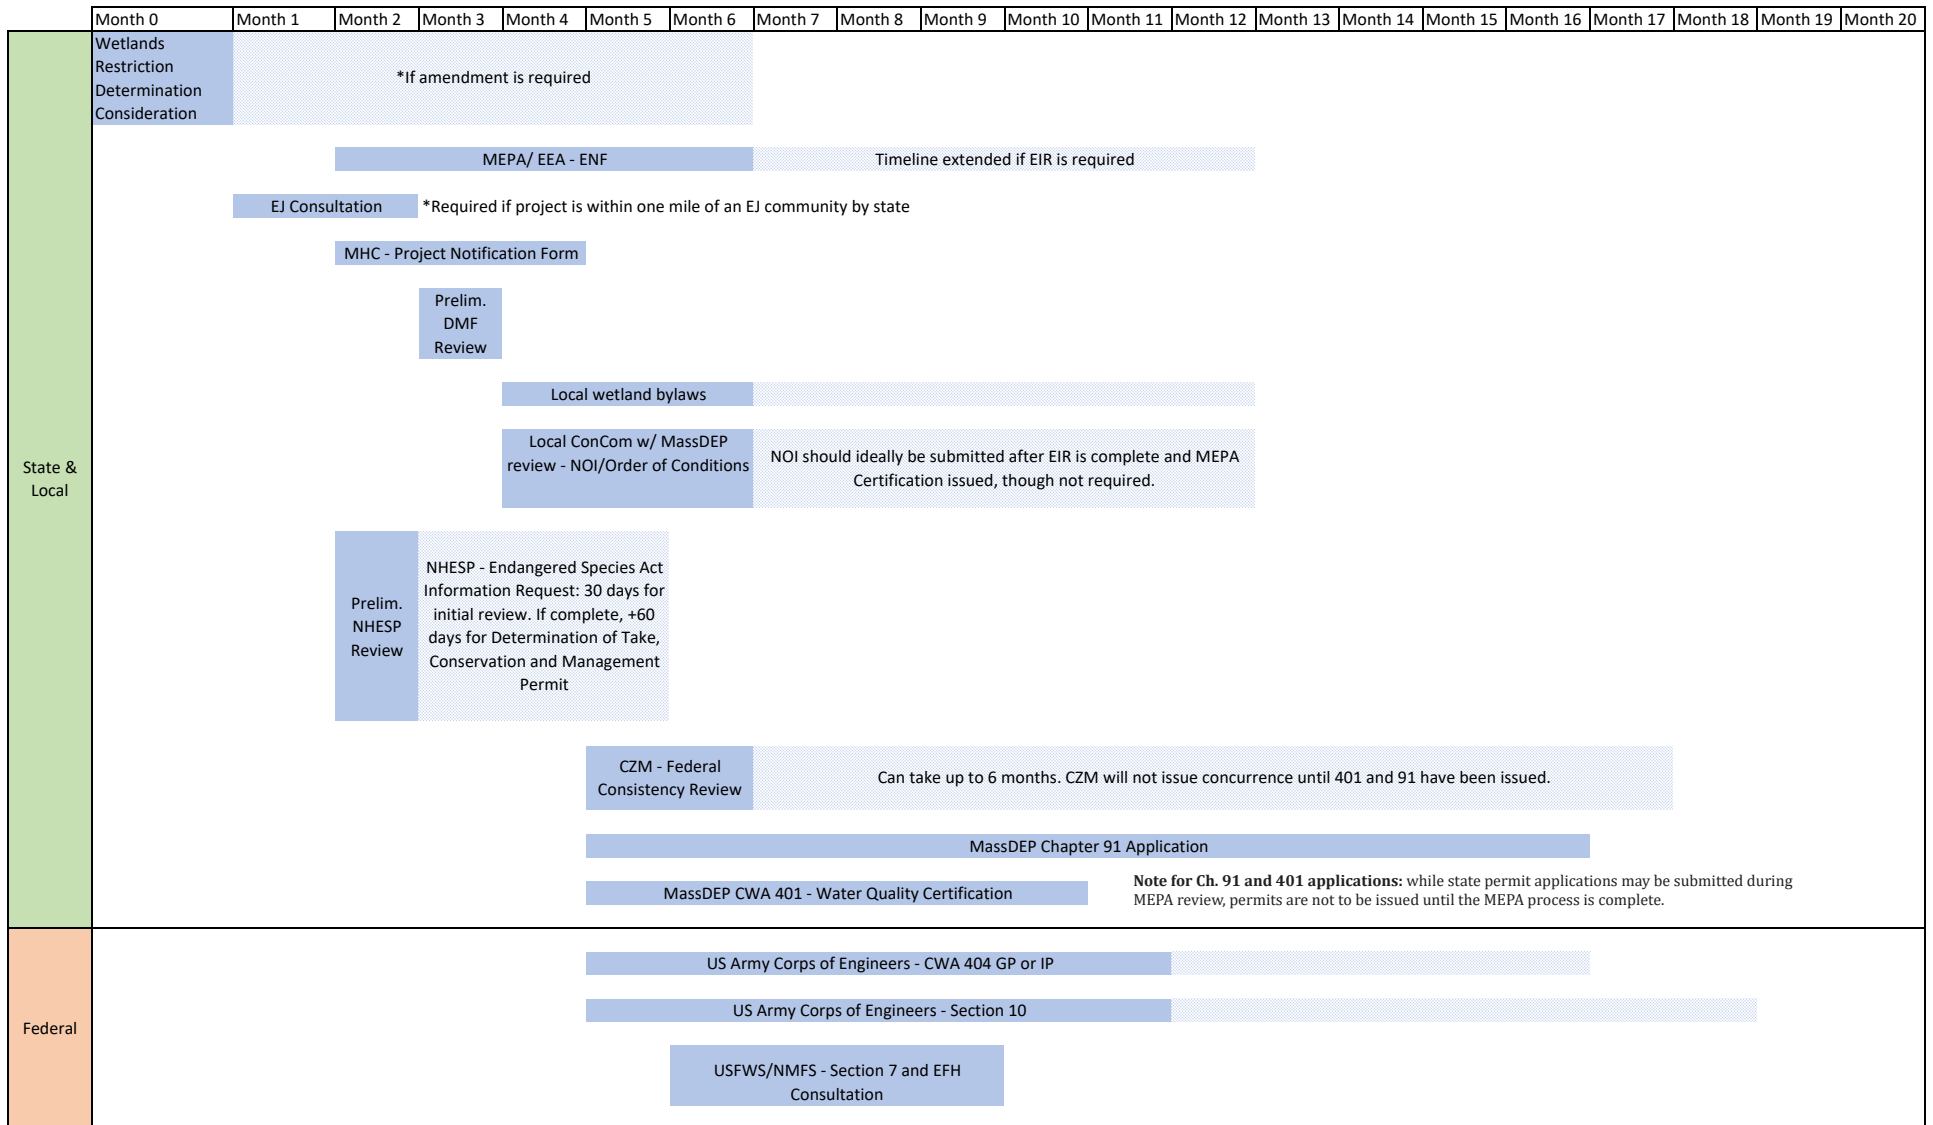 Month 0 Month 1 Month 2 Month 3 Month 4 Month 5 Month 6 Month 7 Month 8 Month 9 Month 10 Month 11 Month 12 Month 13 Month 14 Month 15 Month 16 Month 17 Month 18 Month 19 Month 20
State &
Local
Wetlands
Restriction
Determination
Consideration
*If amendment is required
MEPA/ EEA - ENF
Timeline extended if EIR is required
EJ Consultation
*Required if project is within one mile of an EJ community by state
MHC - Project Notification Form
Prelim.
DMF
Review
Local wetland bylaws
Local ConCom w/ MassDEP
review - NOI/Order of Conditions
NOI should ideally be submitted after EIR is complete and MEPA
Certification issued, though not required.
Prelim.
NHESP
Review
NHESP - Endangered Species Act
Information Request: 30 days for
initial review. If complete, +60
days for Determination of Take,
Conservation and Management
Permit
CZM - Federal
Consistency Review
Can take up to 6 months. CZM will not issue concurrence until 401 and 91 have been issued.
MassDEP Chapter 91 Application
MassDEP CWA 401 - Water Quality Certification
Note for Ch. 91 and 401 applications: while state permit applications may be submitted during
MEPA review, permits are not to be issued until the MEPA process is complete.
Federal
US Army Corps of Engineers - CWA 404 GP or IP
US Army Corps of Engineers - Section 10
USFWS/NMFS - Section 7 and EFH
Consultation